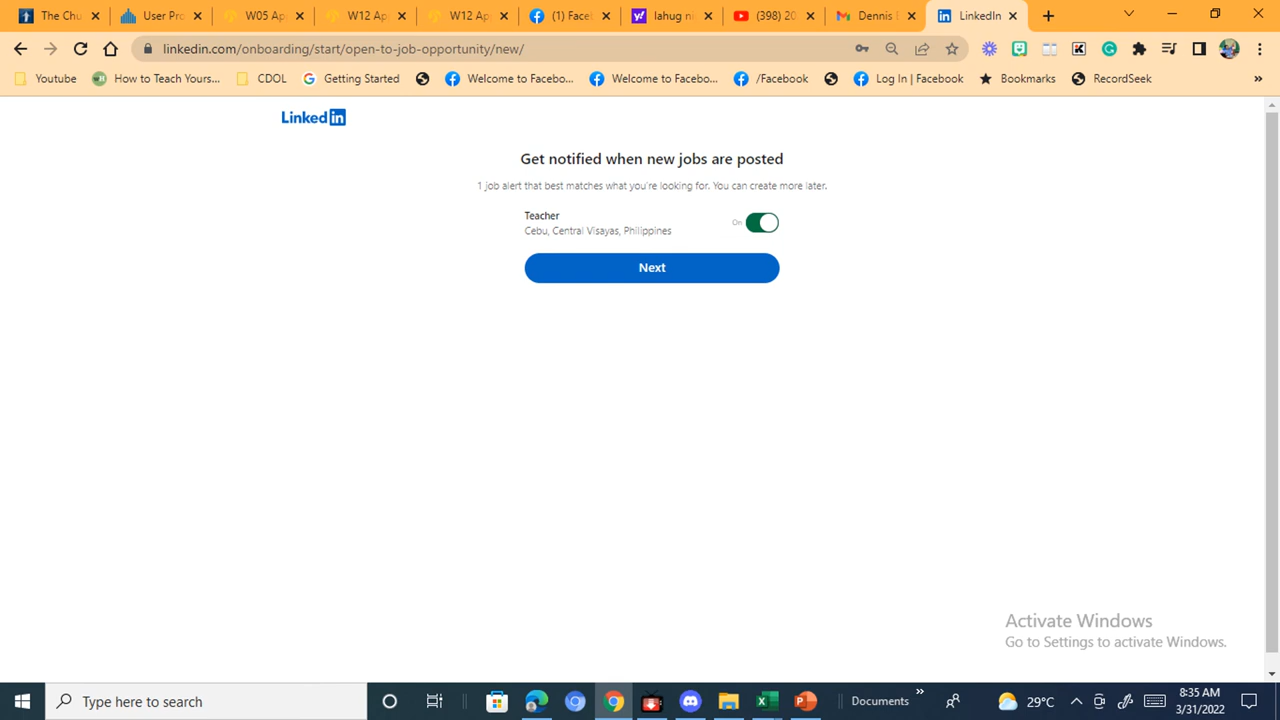 The Chu
User Pro
W05 Ap
W12 Ap
W12 Ap
(1) Face
lahug ni
(398) 20
Dennis
LinkedIn
linkedin.com/onboarding/start/open-to-job-opportunity/new/
Youtube
How to Teach Yours...
CDOL
Getting Started
Welcome to Facebo...
Welcome to Facebo...
/Facebook
Log In | Facebook
Bookmarks
RecordSeek
»
Linked in
Get notified when new jobs are posted
1 job alert that best matches what you're looking for. You can create more later.
Teacher
On
Cebu, Central Visayas, Philippines
Next
Activate Windows
Go to Settings to activate Windows.
Type here to search
Documents
»
29°C
8:35 AM
3/31/2022